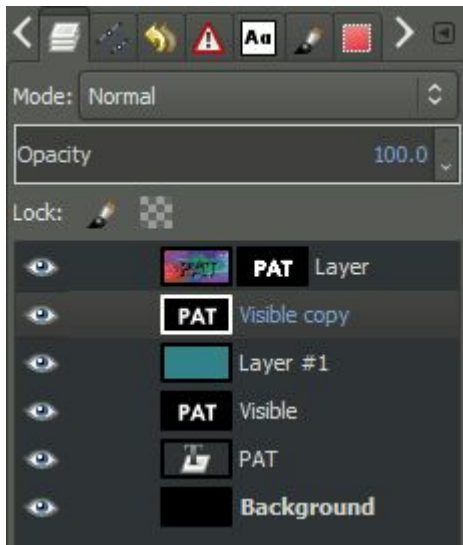 Aa
Mode: Normal
Opacity 100.0
Lock:
PAT PAT Layer
PAT Visible copy
Layer #1
PAT Visible
PAT
Background